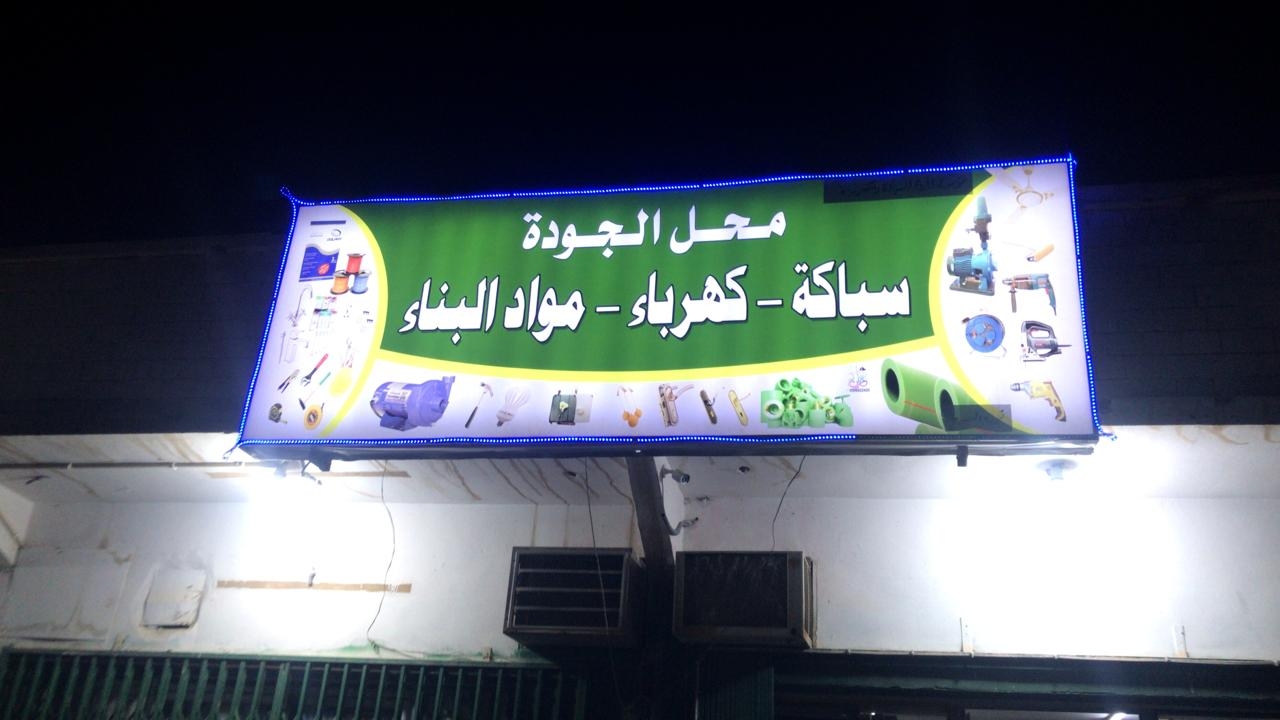 محل الجودة
سباكة - كهرباء - مواد البناء